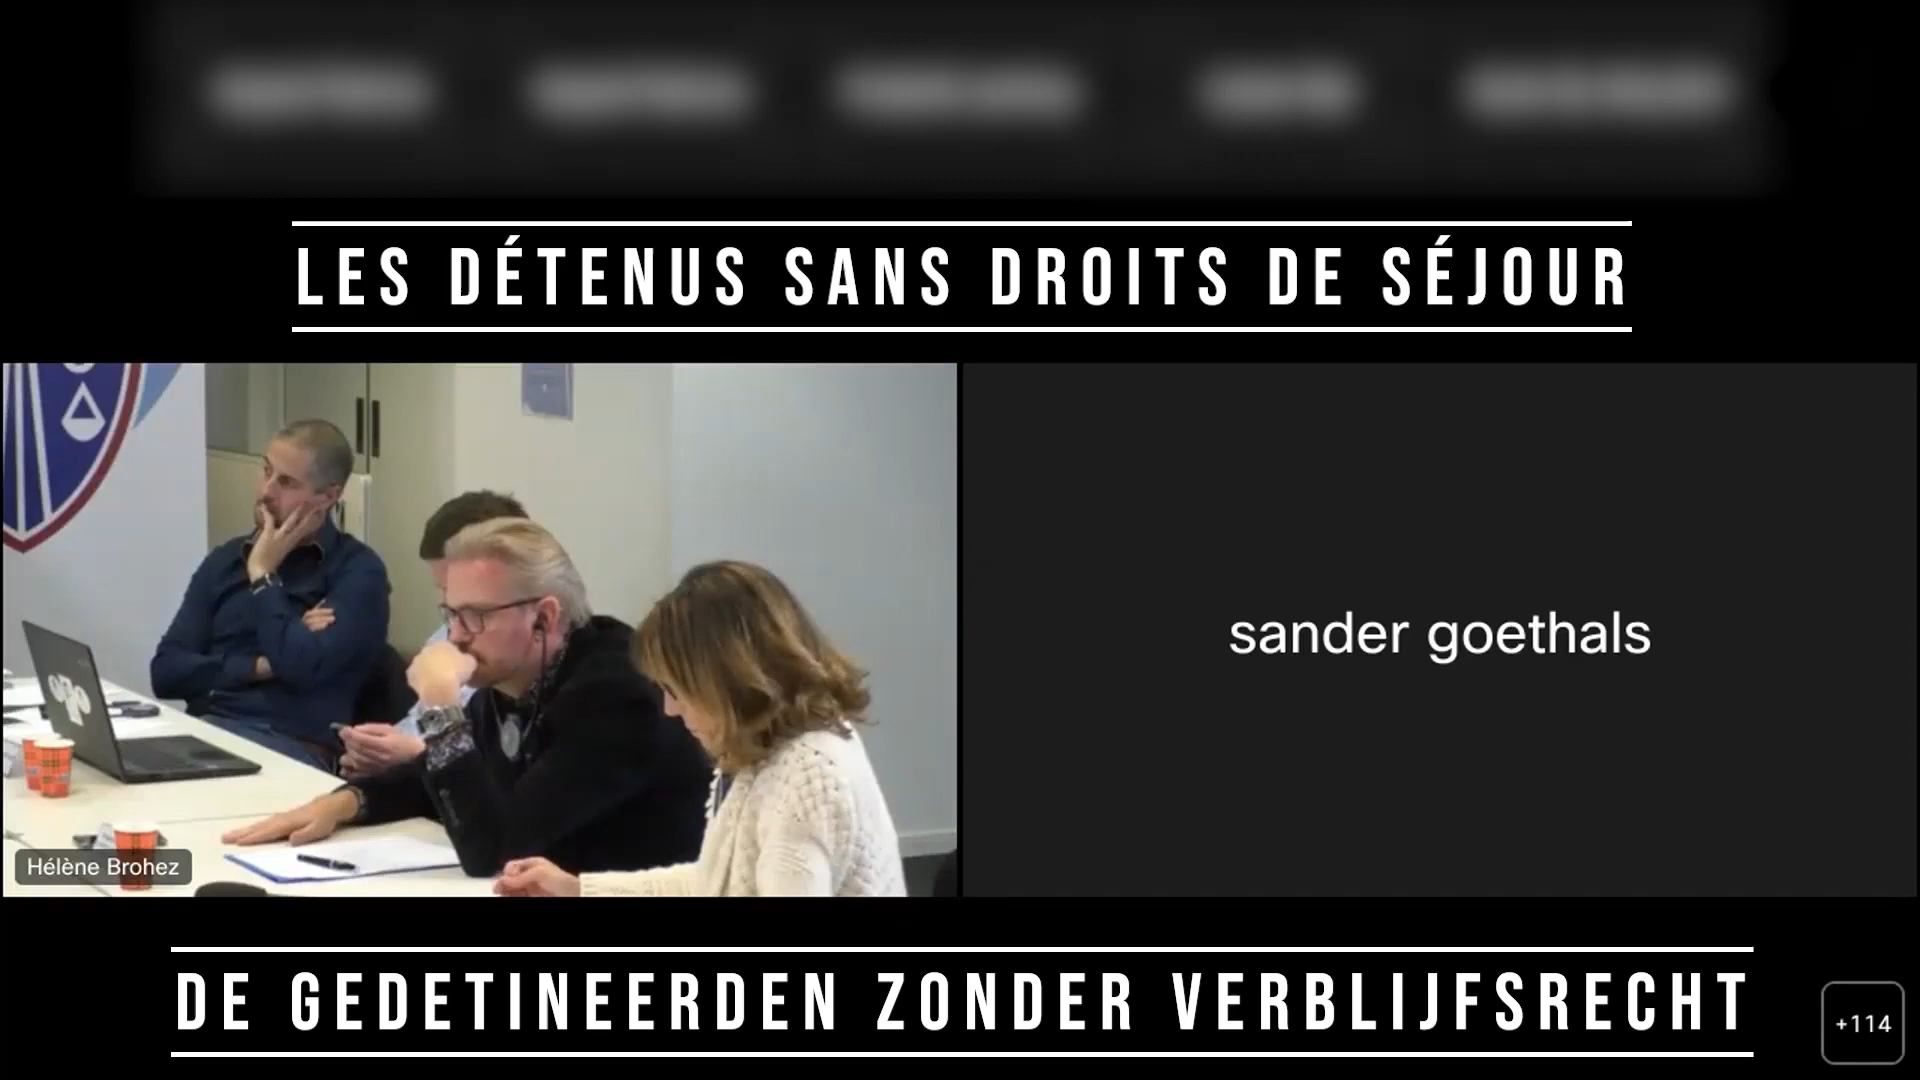 LES DÉTENUS SANS DROITS DE SÉJOUR
Hélène Brohez
sander goethals
DE GEDETINEERDEN ZONDER VERBLIJFSRECHT
+114